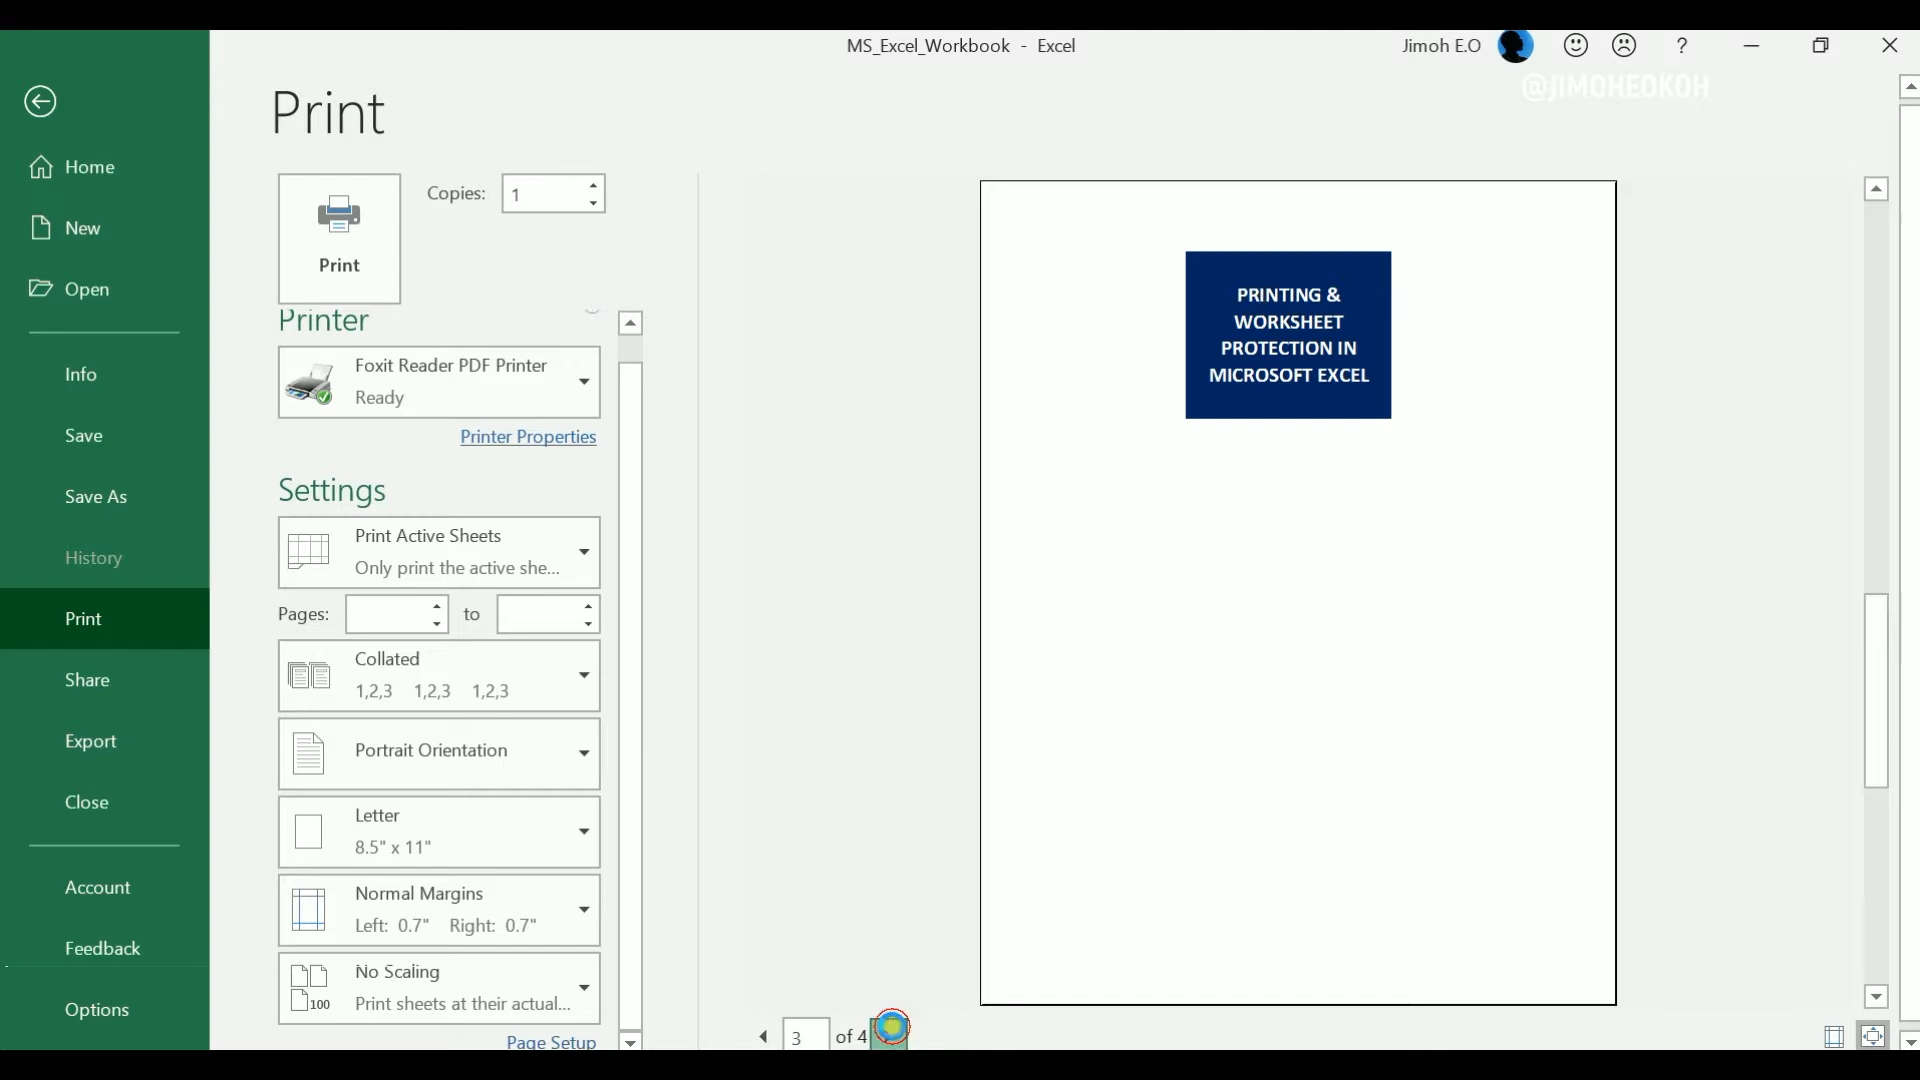 MS_Excel_Workbook - Excel
Jimoh E.O
?
@JIMOHEOKOH
Home
New
Open
Info
Save
Save As
History
Print
Share
Export
Close
Account
Feedback
Options
Print
Print
Copies: 1
Printer
Foxit Reader PDF Printer
Ready
Printer Properties
Settings
Print Active Sheets
Only print the active she...
Pages: to
Collated
1,2,3 1,2,3 1,2,3
Portrait Orientation
Letter
8.5" x 11"
Normal Margins
Left: 0.7" Right: 0.7"
No Scaling
100
Print sheets at their actual...
Page Setup
PRINTING &
WORKSHEET
PROTECTION IN
MICROSOFT EXCEL
3 of 4